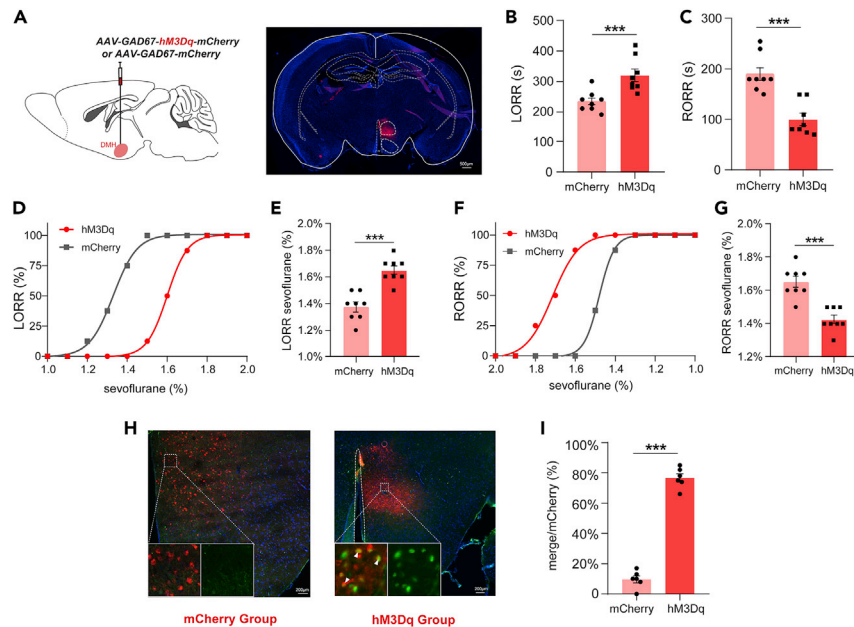 A
AAV-GAD67-hM3Dq-mCherry
or AAV-GAD67-mCherry
DMH
500μm
B
LORR (s)
500
400
300
200
100
0
***
mCherry hM3Dq
C
RORR (s)
300
200
100
0
***
mCherry hM3Dq
D
hM3Dq
mCherry
LORR (%)
100
75
50
25
0
1.0 1.2 1.4 1.6 1.8 2.0
sevoflurane (%)
E
LORR sevoflurane (%)
2.0%
1.8%
1.6%
1.4%
1.2%
1.0%
***
mCherry hM3Dq
F
hM3Dq
mCherry
RORR (%)
100
75
50
25
0
2.0 1.8 1.6 1.4 1.2 1.0
sevoflurane (%)
G
RORR sevoflurane (%)
2.0%
1.8%
1.6%
1.4%
1.2%
***
mCherry hM3Dq
H
200μm
200μm
mCherry Group
hM3Dq Group
I
merge/mCherry (%)
100%
80%
60%
40%
20%
0
***
mCherry hM3Dq